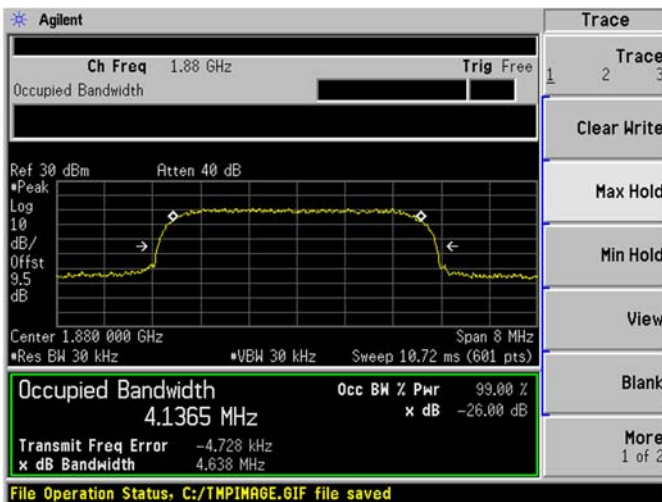 Agilent
Trace
Ch Freq 1.88 GHz Trig Free
Occupied Bandwidth
Trace
1 2 3
Clear Write
Max Hold
Min Hold
View
Blank
More
1 of 2
Ref 30 dBm Atten 40 dB
*Peak
Log
10
dB/
Offst
9.5
dB
Center 1.880 000 GHz Span 8 MHz
*Res BW 30 kHz *VBW 30 kHz Sweep 10.72 ms (601 pts)
Occupied Bandwidth Occ BW % Pwr 99.00 %
4.1365 MHz x dB -26.00 dB
Transmit Freq Error -4.728 kHz
x dB Bandwidth 4.638 MHz
File Operation Status, C:/TMPIMAGE.GIF file saved